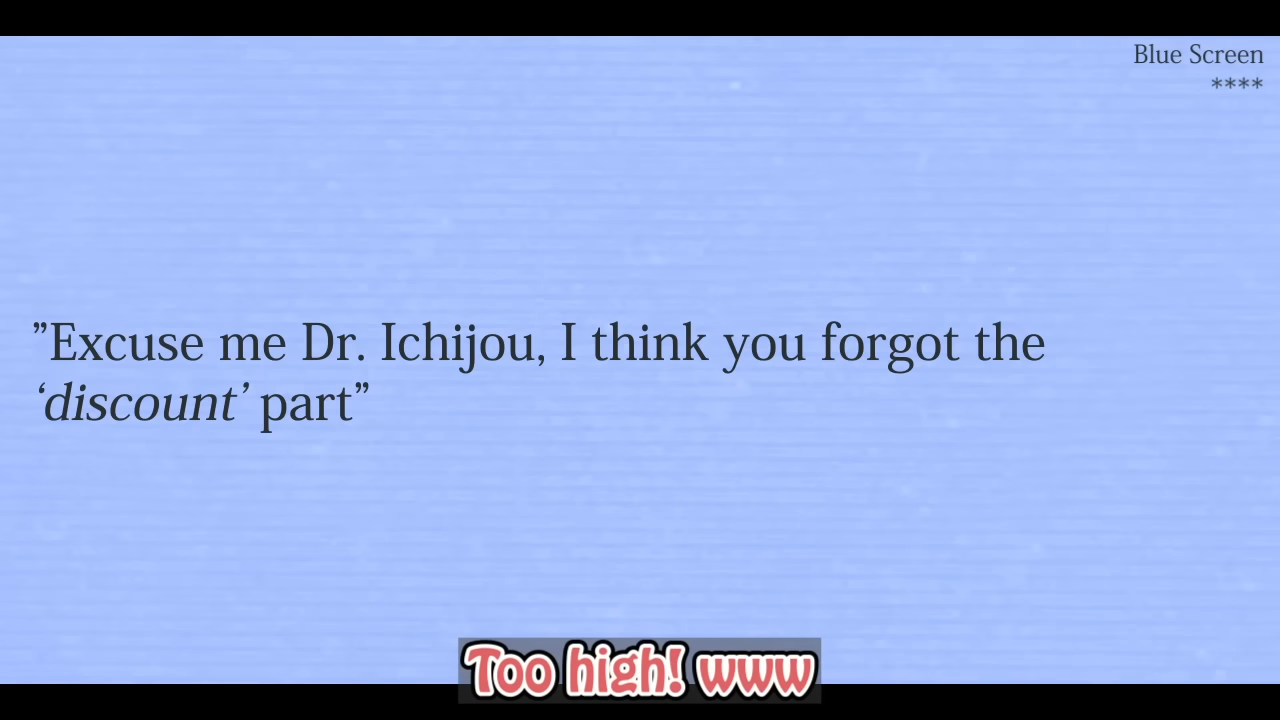 Blue Screen
****
”Excuse me Dr. Ichijou, I think you forgot the
‘discount’ part”
Too high! www